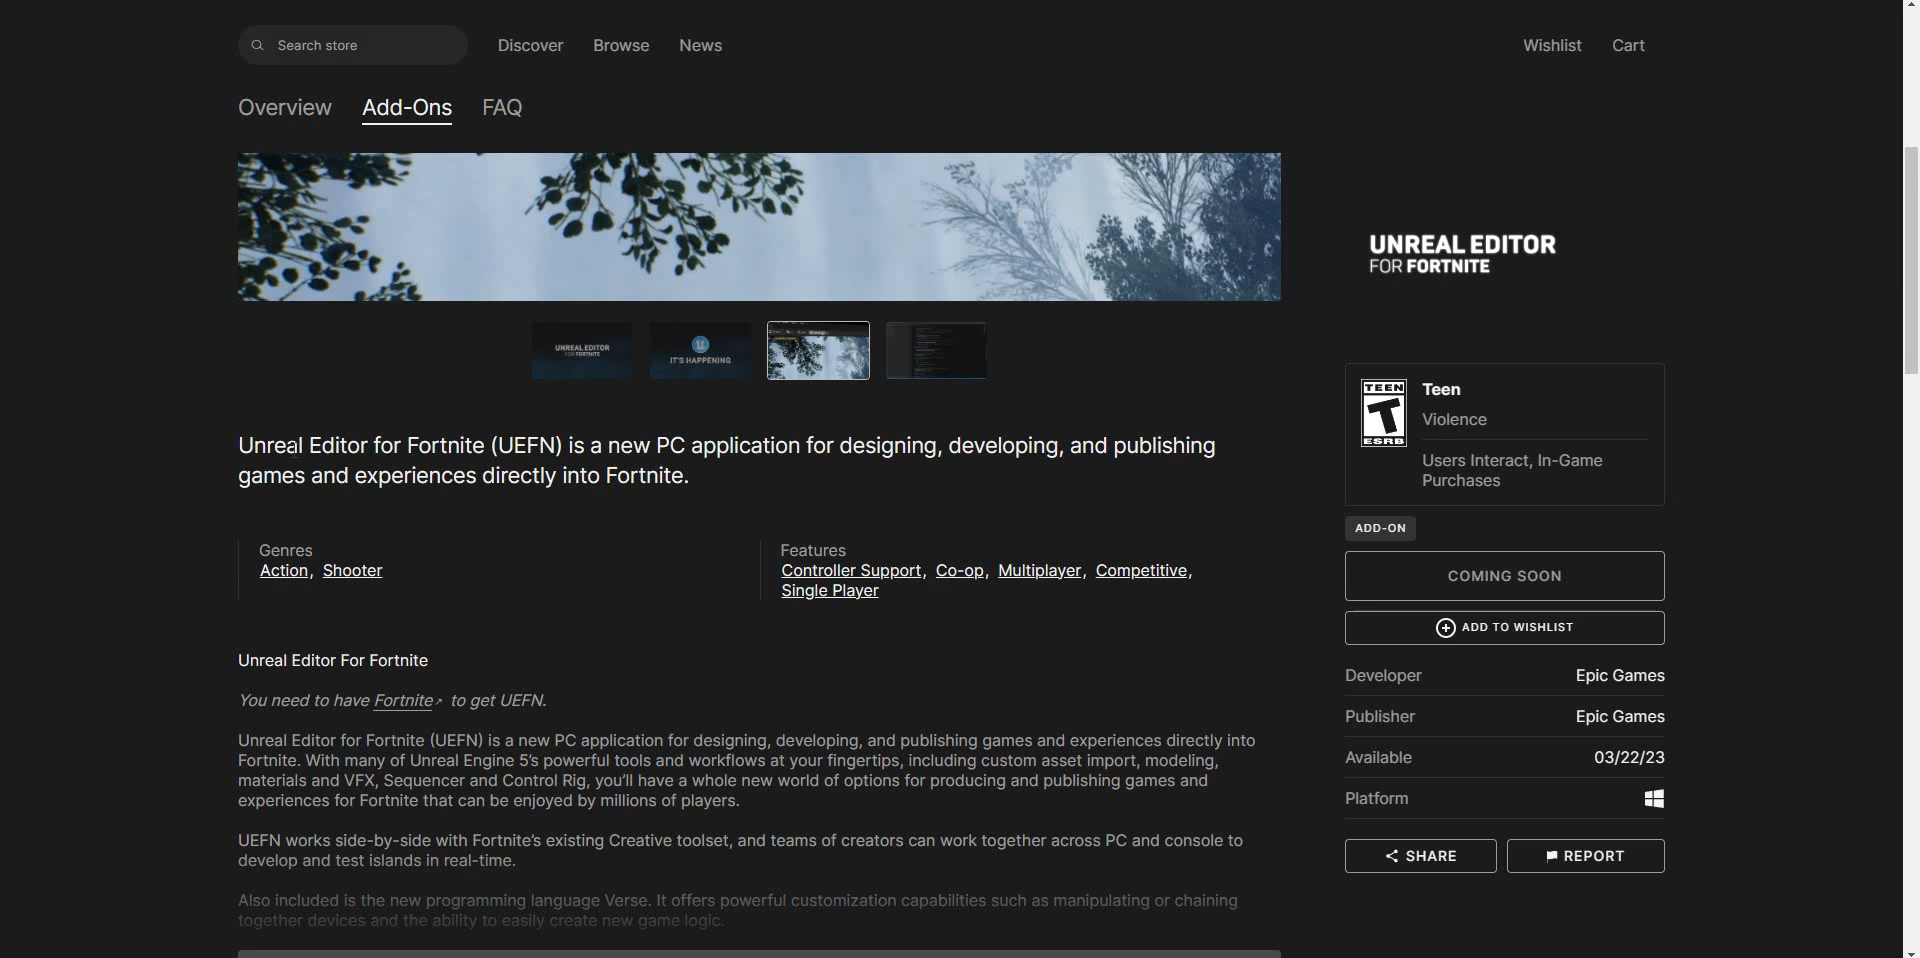 Search store
Discover
Browse
News
Wishlist
Cart
Overview
Add-Ons
FAQ
UNREAL EDITOR
FOR FORTNITE
UNREAL EDITOR
FOR FORTNITE
IT'S HAPPENING
Unreal Editor for Fortnite (UEFN) is a new PC application for designing, developing, and publishing
games and experiences directly into Fortnite.
Genres
Action, Shooter
Features
Controller Support, Co-op, Multiplayer, Competitive,
Single Player
Unreal Editor For Fortnite
You need to have Fortnite↗ to get UEFN.
Unreal Editor for Fortnite (UEFN) is a new PC application for designing, developing, and publishing games and experiences directly into
Fortnite. With many of Unreal Engine 5's powerful tools and workflows at your fingertips, including custom asset import, modeling,
materials and VFX, Sequencer and Control Rig, you'll have a whole new world of options for producing and publishing games and
experiences for Fortnite that can be enjoyed by millions of players.
UEFN works side-by-side with Fortnite's existing Creative toolset, and teams of creators can work together across PC and console to
develop and test islands in real-time.
Also included is the new programming language Verse. It offers powerful customization capabilities such as manipulating or chaining
together devices and the ability to easily create new game logic.
TEEN
T
ESRB
Teen
Violence
Users Interact, In-Game
Purchases
ADD-ON
COMING SOON
ADD TO WISHLIST
Developer
Epic Games
Publisher
Epic Games
Available
03/22/23
Platform
SHARE
REPORT